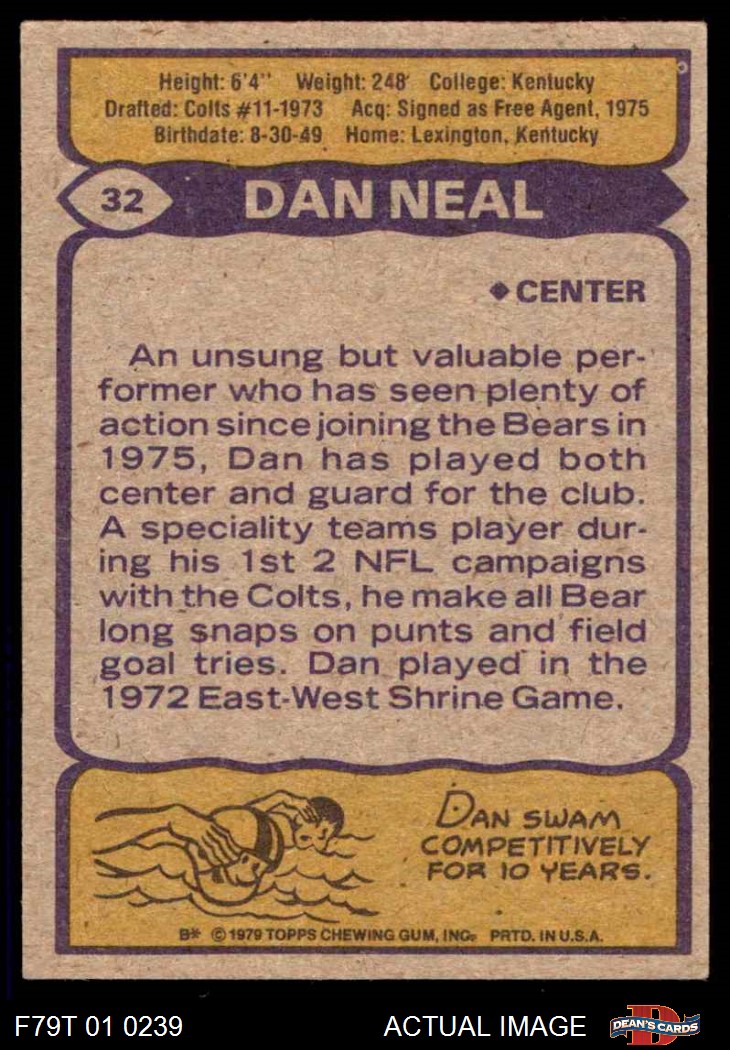 Height: 6'4" Weight: 248 College: Kentucky
Drafted: Colts #11-1973 Acq: Signed as Free Agent, 1975
Birthdate: 8-30-49 Home: Lexington, Kentucky
32 DAN NEAL
CENTER
An unsung but valuable per-
former who has seen plenty of
action since joining the Bears in
1975, Dan has played both
center and guard for the club.
A speciality teams player dur-
ing his 1st 2 NFL campaigns
with the Colts, he make all Bear
long snaps on punts and field
goal tries. Dan played in the
1972 East-West Shrine Game.
DAN SWAM
COMPETITIVELY
FOR 10 YEARS.
B* © 1979 TOPPS CHEWING GUM, INC. PRTD. IN U.S.A.
F79T 01 0239 ACTUAL IMAGE D DEAN'S CARDS